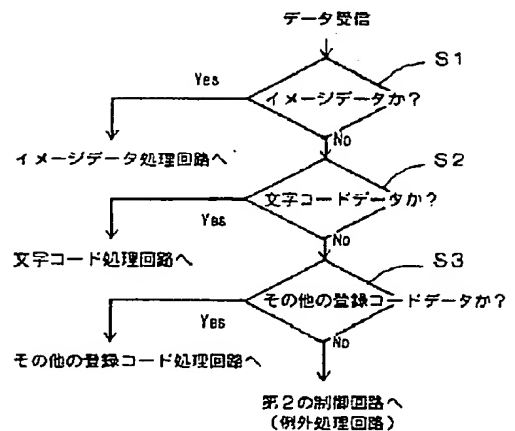 データ受信
S1
Yes
イメージデータか?
No
イメージデータ処理回路へ
S2
文字コードデータか?
Yes
No
文字コード処理回路へ
S3
その他の登録コードデータか?
Yes
No
その他の登録コード処理回路へ
第2の制御回路へ
(例外処理回路)